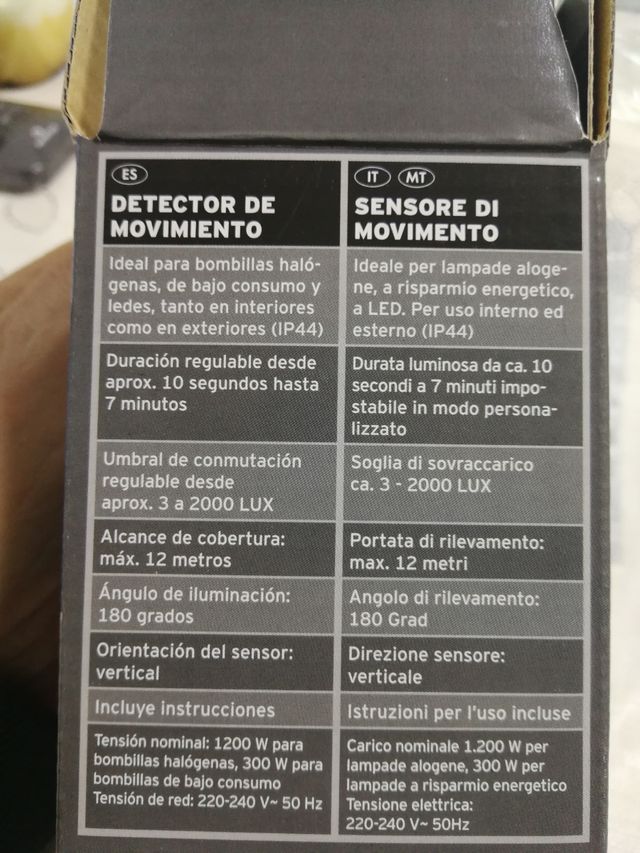 ES
DETECTOR DE
MOVIMIENTO
Ideal para bombillas haló-
genas, de bajo consumo y
ledes, tanto en interiores
como en exteriores (IP44)
Duración regulable desde
aprox. 10 segundos hasta
7 minutos
Umbral de conmutación
regulable desde
aprox. 3 a 2000 LUX
Alcance de cobertura:
máx. 12 metros
Ángulo de iluminación:
180 grados
Orientación del sensor:
vertical
Incluye instrucciones
Tensión nominal: 1200 W para
bombillas halógenas, 300 W para
bombillas de bajo consumo
Tensión de red: 220-240 V~ 50 Hz
IT MT
SENSORE DI
MOVIMENTO
Ideale per lampade aloge-
ne, a risparmio energetico,
a LED. Per uso interno ed
esterno (IP44)
Durata luminosa da ca. 10
secondi a 7 minuti impo-
stabile in modo persona-
lizzato
Soglia di sovraccarico
ca. 3 - 2000 LUX
Portata di rilevamento:
max. 12 metri
Angolo di rilevamento:
180 Grad
Direzione sensore:
verticale
Istruzioni per l'uso incluse
Carico nominale 1.200 W per
lampade alogene, 300 W per
lampade a risparmio energetico
Tensione elettrica:
220-240 V~ 50Hz